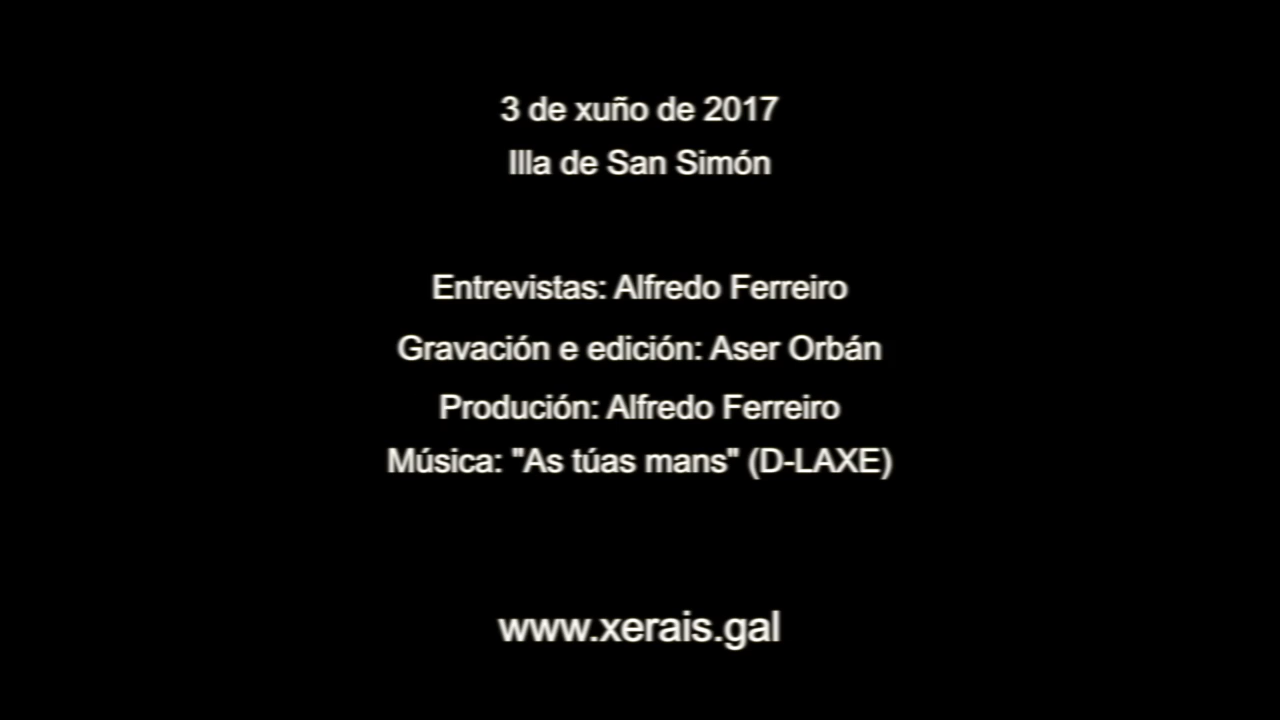 3 de xuño de 2017
Illa de San Simón
Entrevistas: Alfredo Ferreiro
Gravación e edición: Aser Orbán
Produción: Alfredo Ferreiro
Música: "As túas mans" (D-LAXE)
www.xerais.gal